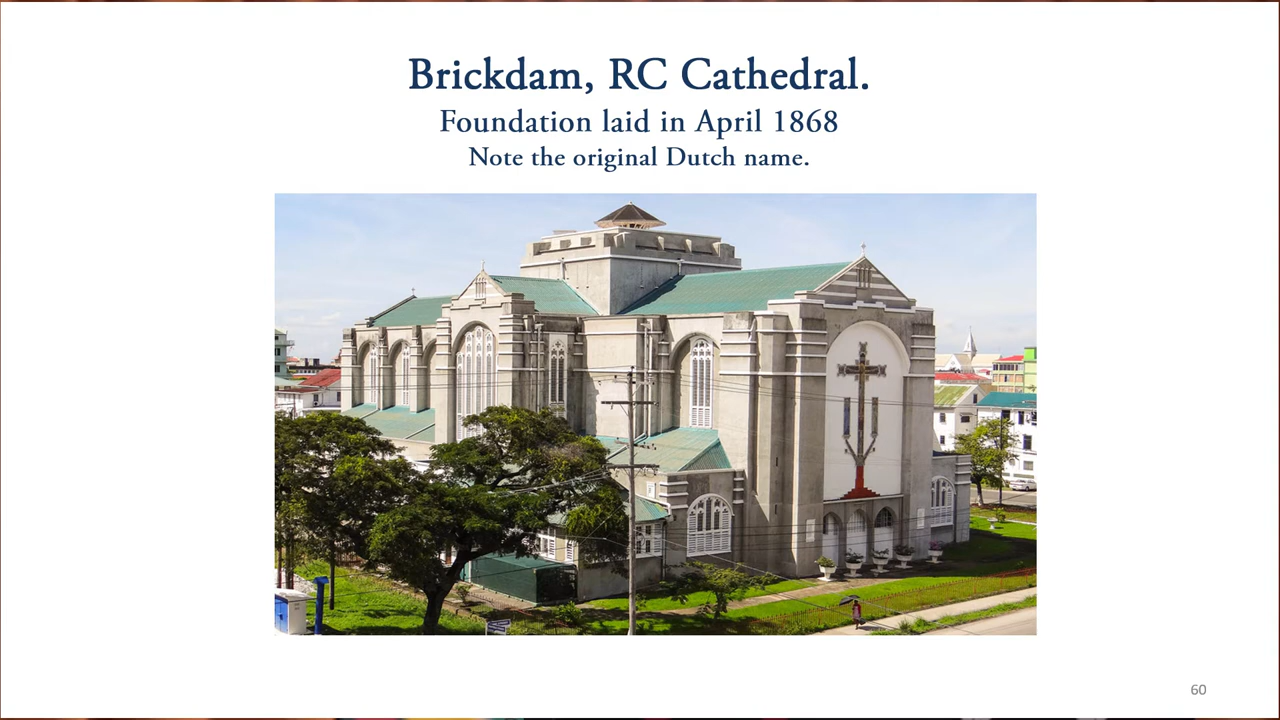 Brickdam, RC Cathedral.
Foundation laid in April 1868
Note the original Dutch name.
60